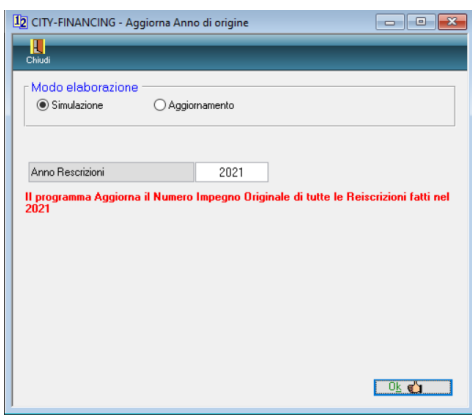 12 CITY-FINANCING - Aggiorna Anno di origine
Chiudi
Modo elaborazione
Simulazione Aggiornamento
Anno Rescrizioni 2021
Il programma Aggiorna il Numero Impegno Originale di tutte le Reiscrizioni fatti nel
2021
Ok